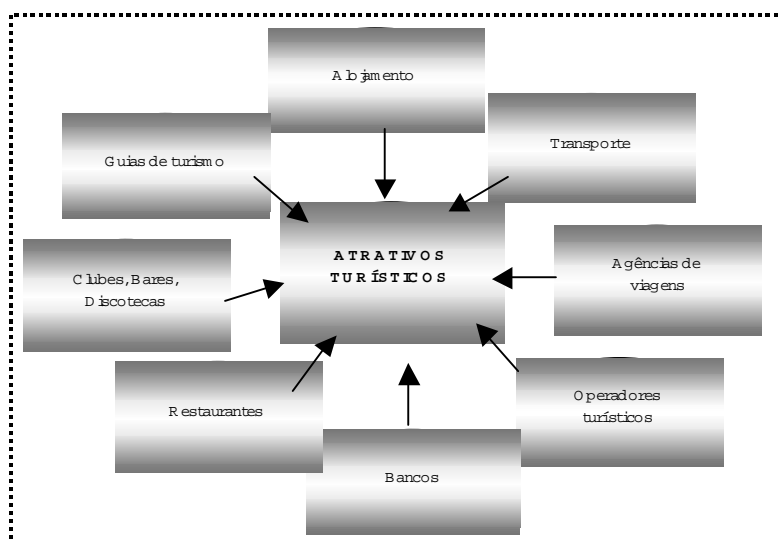 Alojamento
Transporte
Guias de turismo
ATRATIVOS
TURÍSTICOS
Agências de
viagens
Clubes, Bares,
Discotecas
Operadores
turísticos
Restaurantes
Bancos